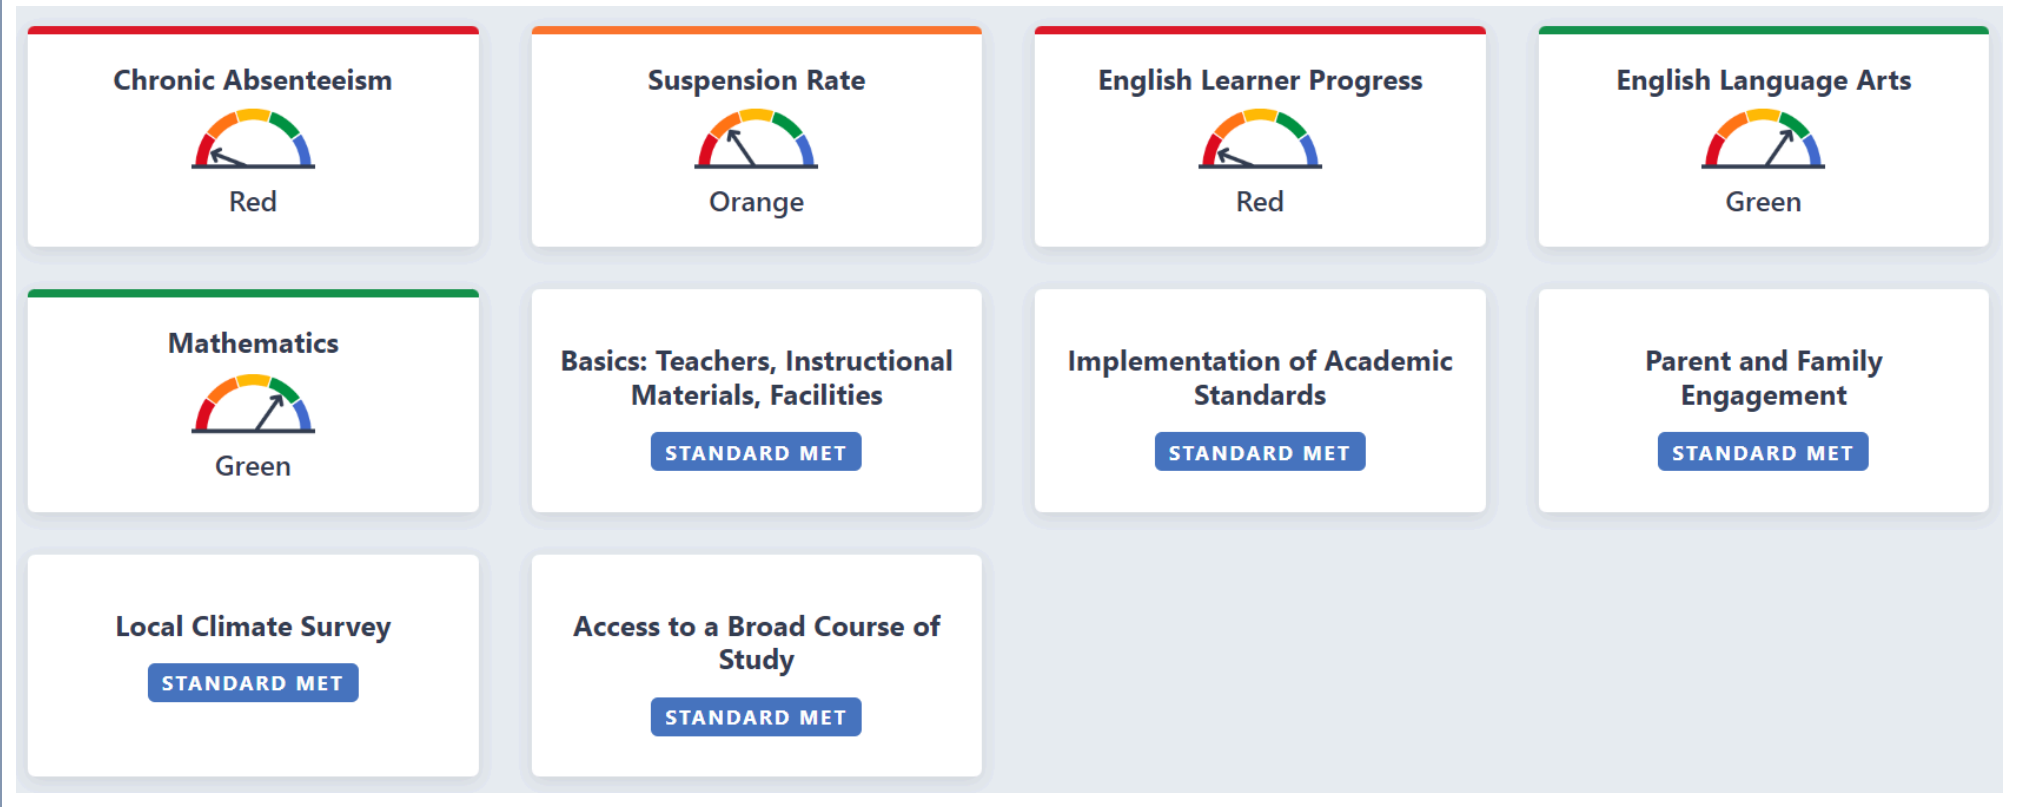 Chronic Absenteeism
Red
Suspension Rate
Orange
English Learner Progress
Red
English Language Arts
Green
Mathematics
Green
Basics: Teachers, Instructional
Materials, Facilities
STANDARD MET
Implementation of Academic
Standards
STANDARD MET
Parent and Family
Engagement
STANDARD MET
Local Climate Survey
STANDARD MET
Access to a Broad Course of
Study
STANDARD MET